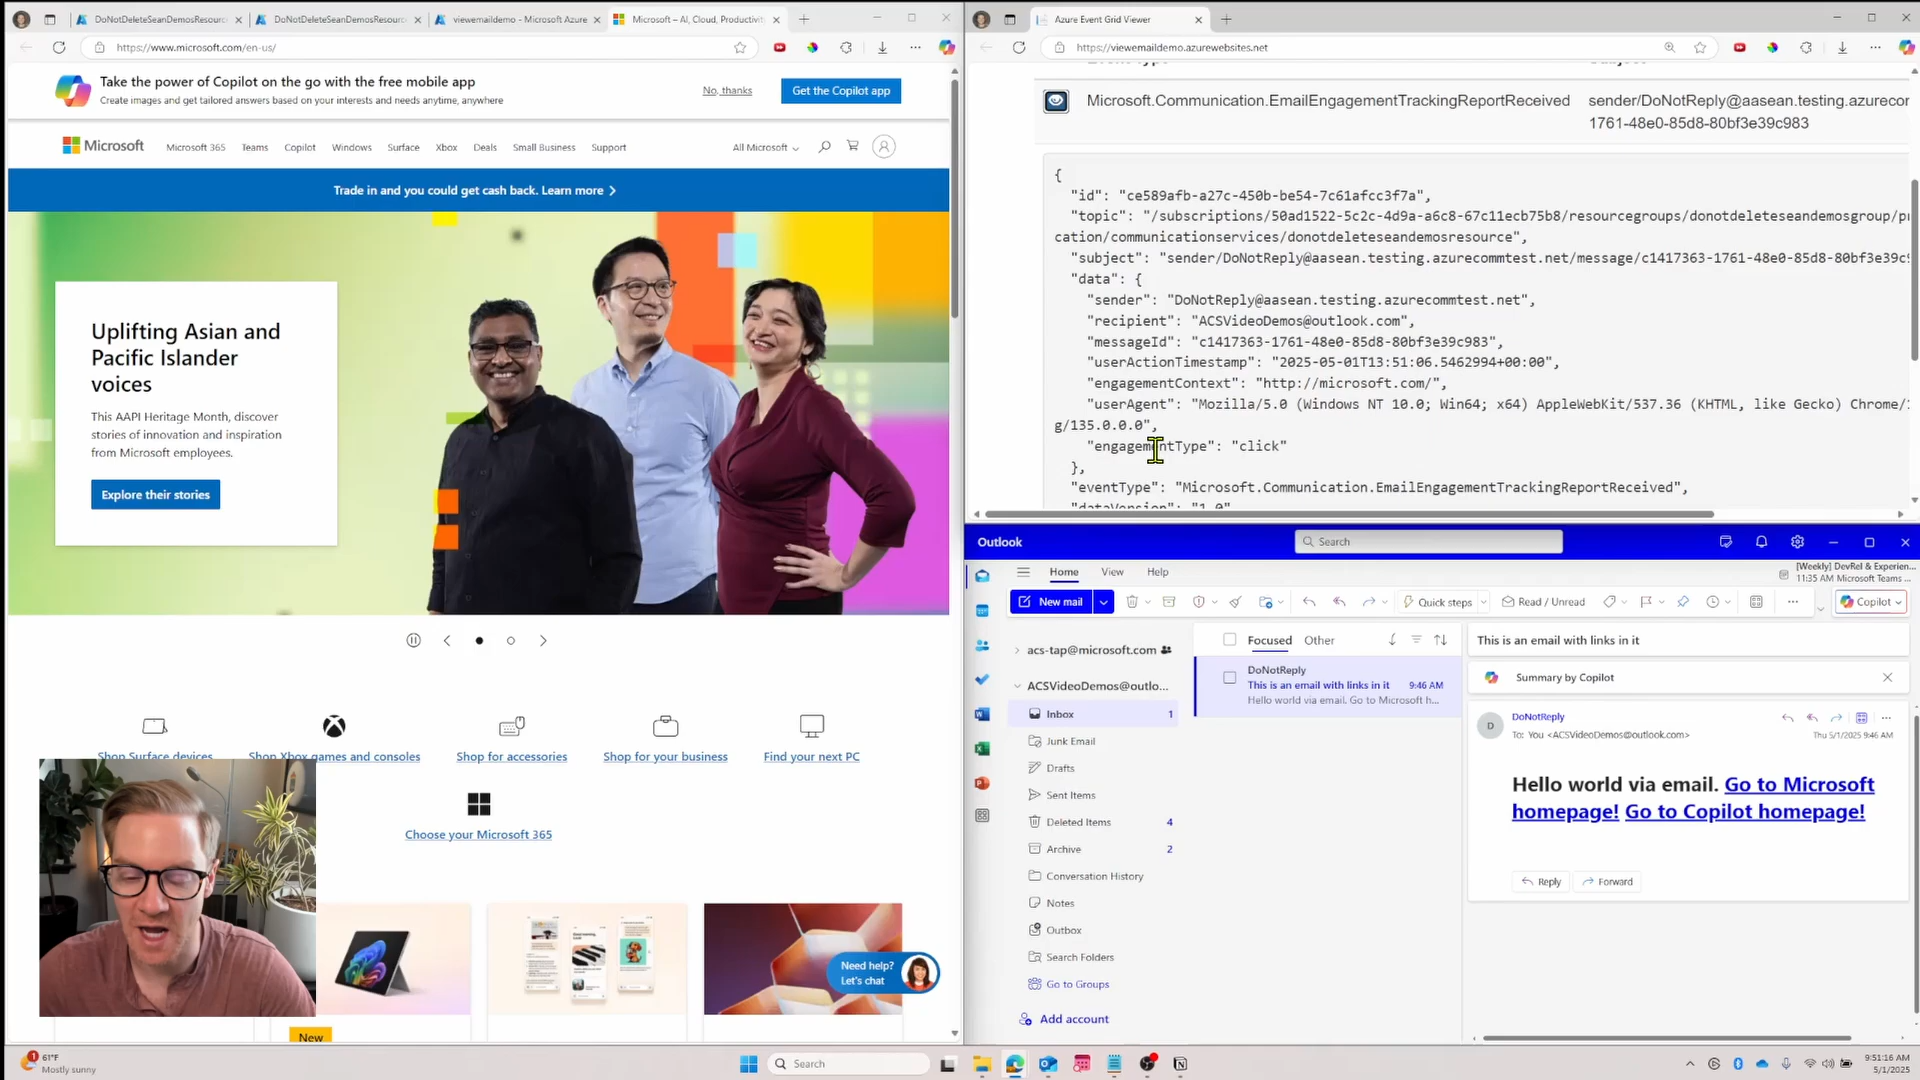 DoNotDeleteSeanDemosResourc
DoNotDeleteSeanDemosResourc
viewemaildemo - Microsoft Azure
Microsoft – AI, Cloud, Productivity
https://www.microsoft.com/en-us/
Take the power of Copilot on the go with the free mobile app
Create images and get tailored answers based on your interests and needs anytime, anywhere
No, thanks
Get the Copilot app
Microsoft
Microsoft 365
Teams
Copilot
Windows
Surface
Xbox
Deals
Small Business
Support
All Microsoft
Trade in and you could get cash back. Learn more
Uplifting Asian and
Pacific Islander
voices
This AAPI Heritage Month, discover
stories of innovation and inspiration
from Microsoft employees.
Explore their stories
Shop Surface devices
Shop Xbox games and consoles
Shop for accessories
Shop for your business
Find your next PC
Choose your Microsoft 365
Need help?
Let's chat
New
Azure Event Grid Viewer
https://viewemaildemo.azurewebsites.net
Microsoft.Communication.EmailEngagementTrackingReportReceived
sender/DoNotReply@aasean.testing.azurecor
1761-48e0-85d8-80bf3e39c983
{
"id": "ce589afb-a27c-450b-be54-7c61afcc3f7a",
"topic": "/subscriptions/50ad1522-5c2c-4d9a-a6c8-67c11ecb75b8/resourcegroups/donotdeleteseandemosgroup/pr
cation/communicationservices/donotdeleteseandemosresource",
"subject": "sender/DoNotReply@aasean.testing.azurecommtest.net/message/c1417363-1761-48e0-85d8-80bf3e39c9
"data": {
"sender": "DoNotReply@aasean.testing.azurecommtest.net",
"recipient": "ACSVideoDemos@outlook.com",
"messageId": "c1417363-1761-48e0-85d8-80bf3e39c983",
"userActionTimestamp": "2025-05-01T13:51:06.5462994+00:00",
"engagementContext": "http://microsoft.com/",
"userAgent": "Mozilla/5.0 (Windows NT 10.0; Win64; x64) AppleWebKit/537.36 (KHTML, like Gecko) Chrome/1
g/135.0.0.0",
"engagementType": "click"
},
"eventType": "Microsoft.Communication.EmailEngagementTrackingReportReceived",
"dataVersion": "1.0"
Outlook
Search
Home
View
Help
[Weekly] DevRel & Experien...
11:35 AM Microsoft Teams ...
New mail
Quick steps
Read / Unread
Copilot
acs-tap@microsoft.com
ACSVideoDemos@outlo...
Inbox 1
Junk Email
Drafts
Sent Items
Deleted Items 4
Archive 2
Conversation History
Notes
Outbox
Search Folders
Go to Groups
Add account
Focused
Other
DoNotReply
This is an email with links in it 9:46 AM
Hello world via email. Go to Microsoft h...
This is an email with links in it
Summary by Copilot
D
DoNotReply
To: You <ACSVideoDemos@outlook.com>
Thu 5/1/2025 9:46 AM
Hello world via email. Go to Microsoft
homepage! Go to Copilot homepage!
Reply
Forward
1
61°F
Mostly sunny
Search
9:51:16 AM
5/1/2025